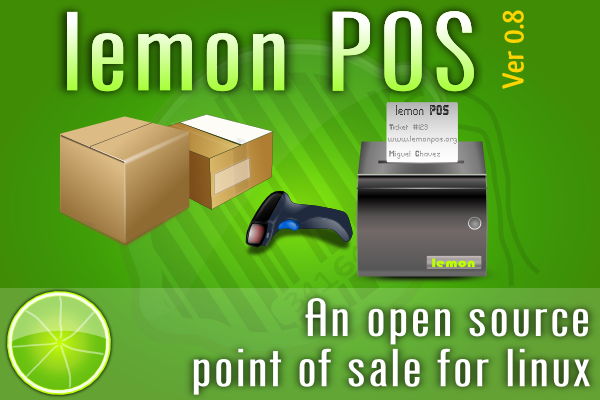 lemon POS
Ver 0.8
lemon POS
Ticket #123
www.lemonpos.org
Miguel Chavez
lemon
An open source
point of sale for linux